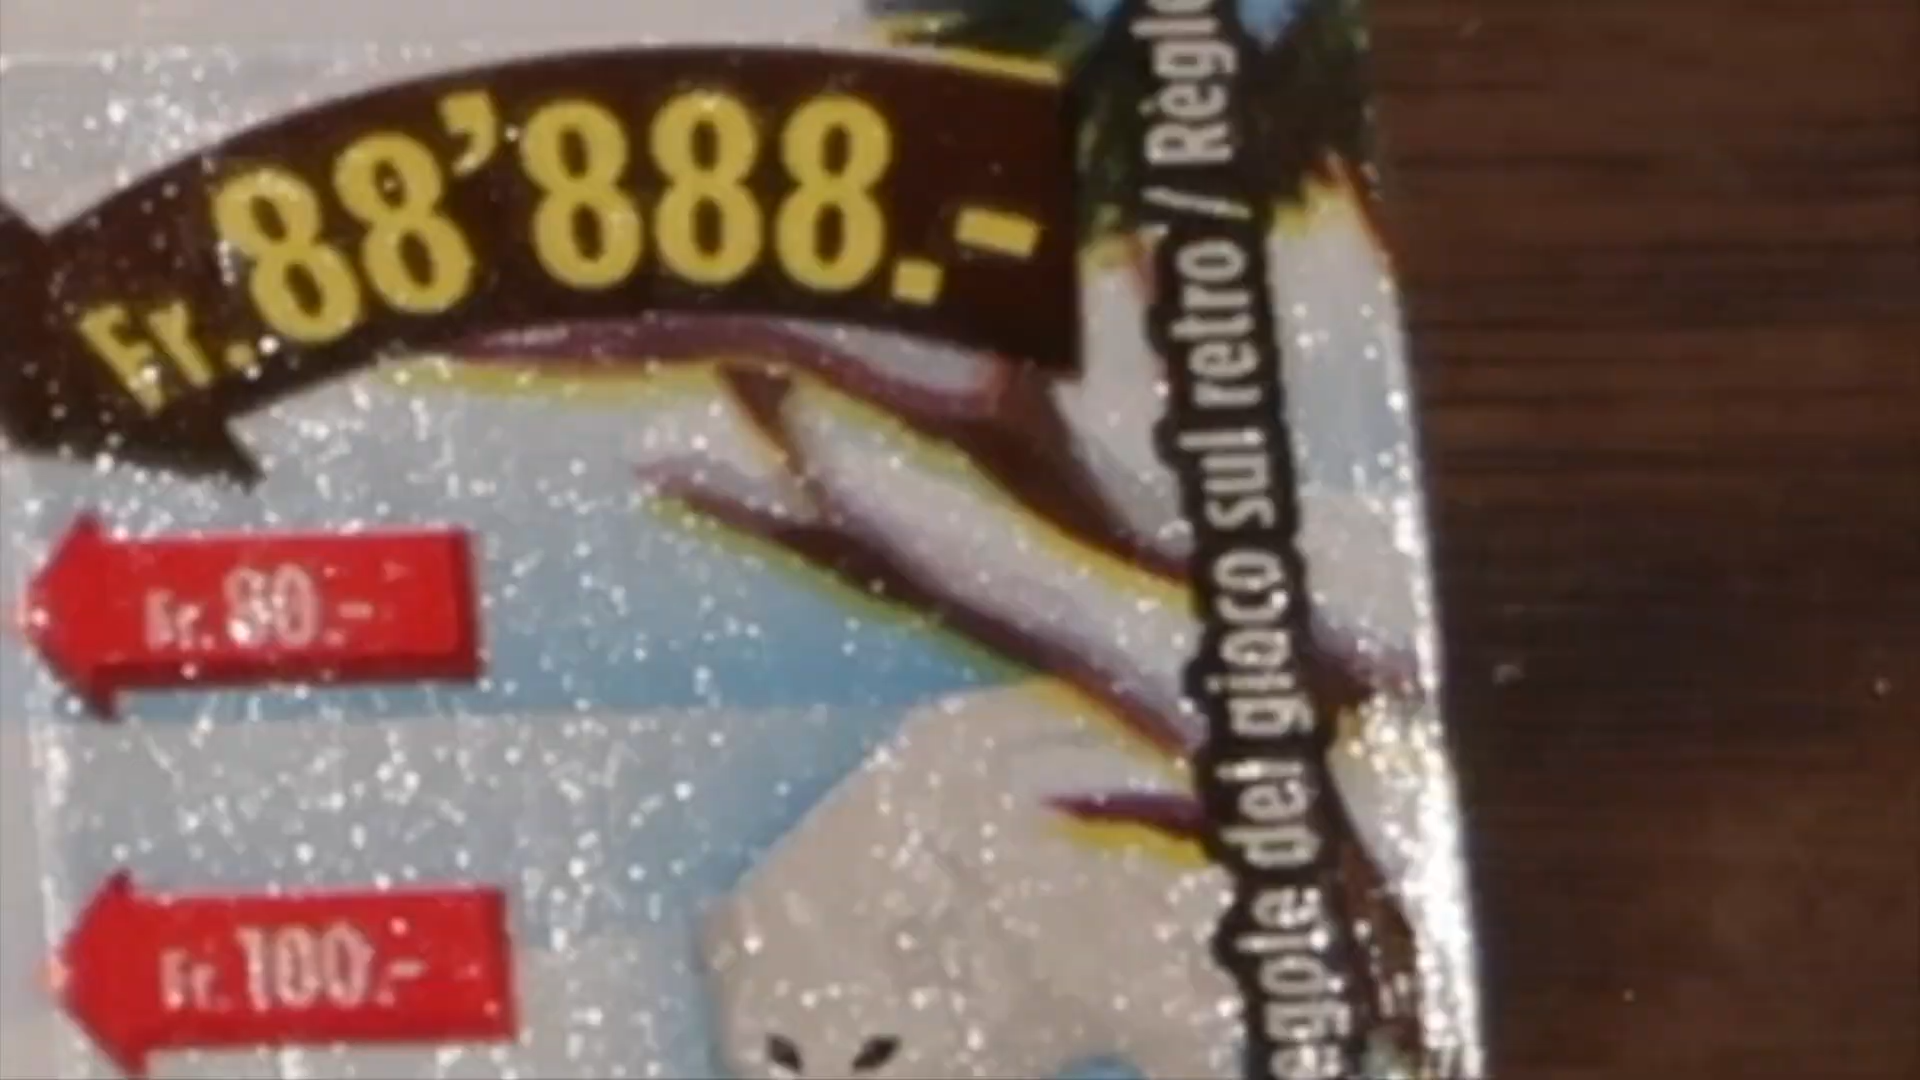 Fr. 88'888.-
Fr. 80.-
Fr. 100.-
egole del gioco sul retro / Règle